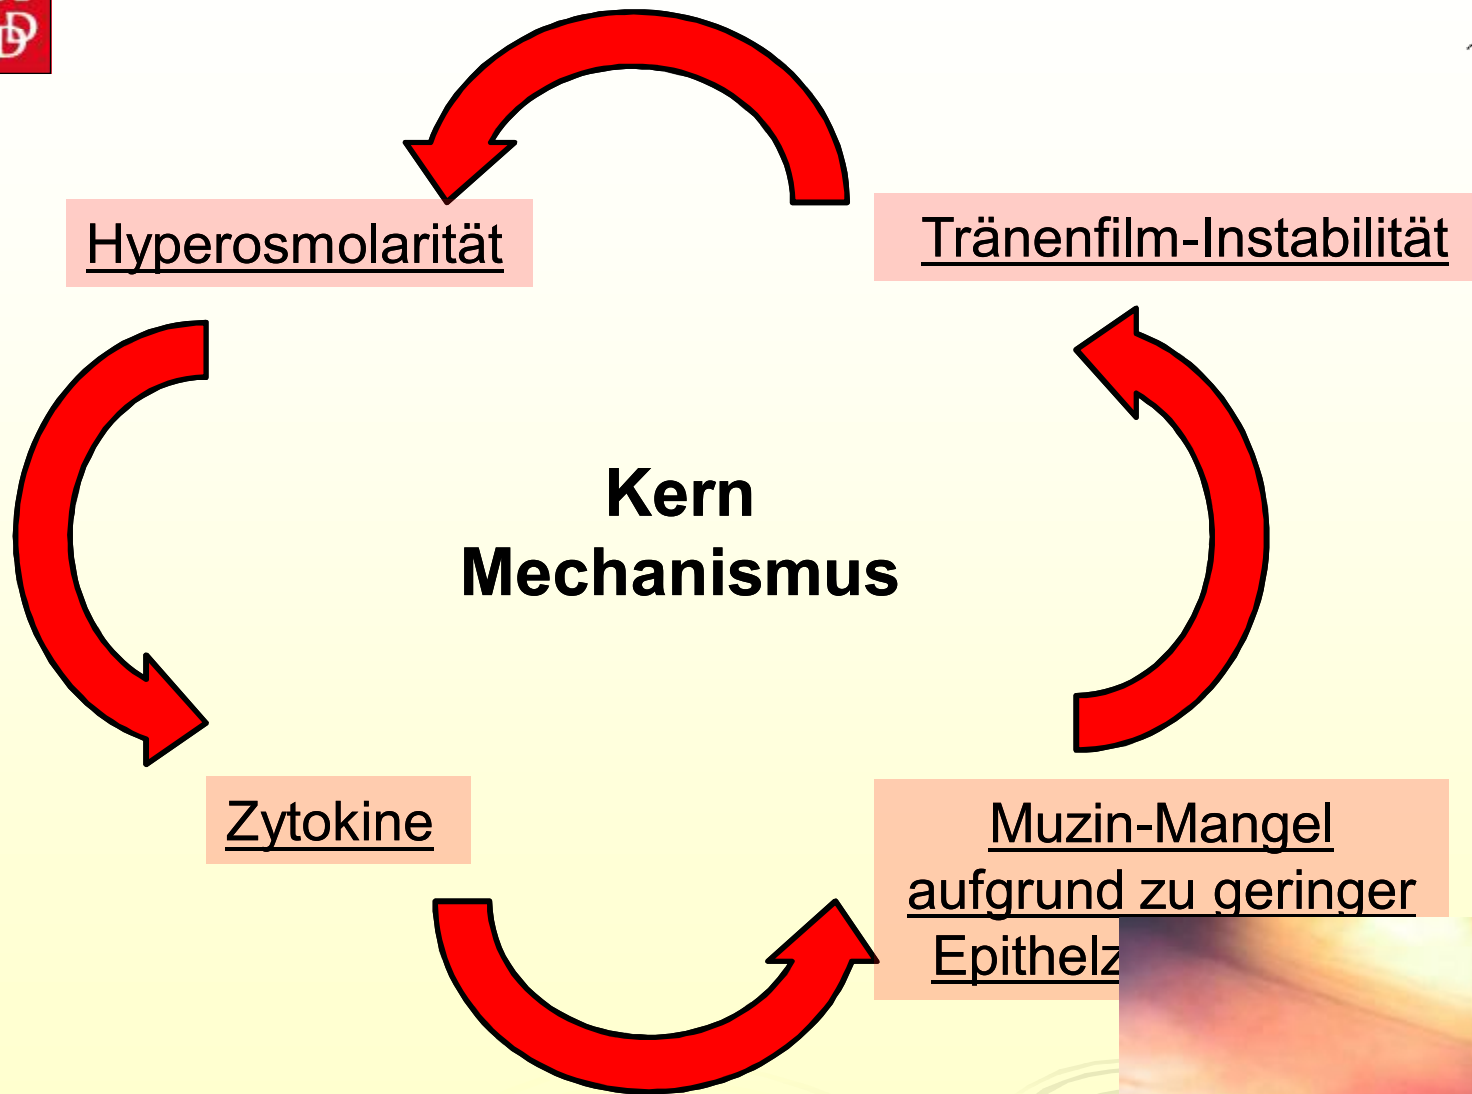 Hyperosmolarität
Tränenfilm-Instabilität
Kern
Mechanismus
Zytokine
Muzin-Mangel
aufgrund zu geringer